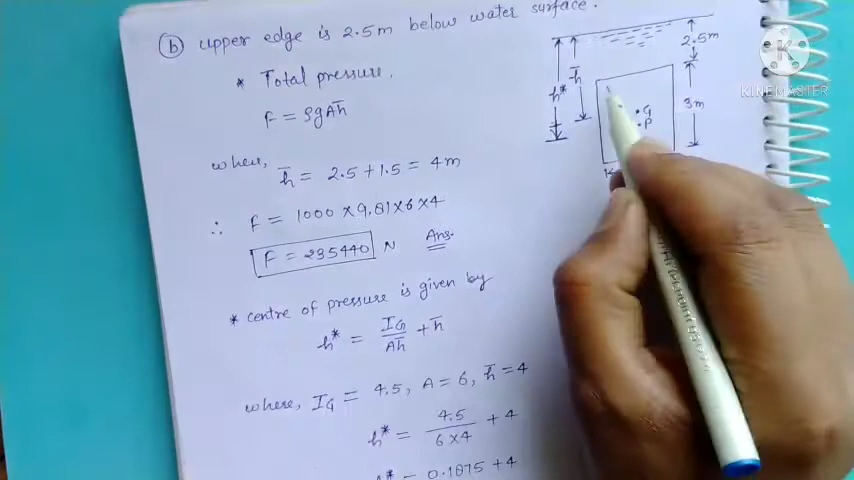 (b) upper edge is 2.5m below water surface.
* Total pressure.
F = ρgAh̄
when, h̄ = 2.5 + 1.5 = 4m
∴ F = 1000 × 9.81 × 6 × 4
F = 235440 N Ans.
* centre of pressure is given by
h* = IG/Ah̄ + h̄
where, IG = 4.5, A = 6, h̄ = 4
h* = 4.5/6×4 + 4
h* = 0.1875 + 4
2.5m
h̄
h*
3m
G
P
K
KINEMASTER